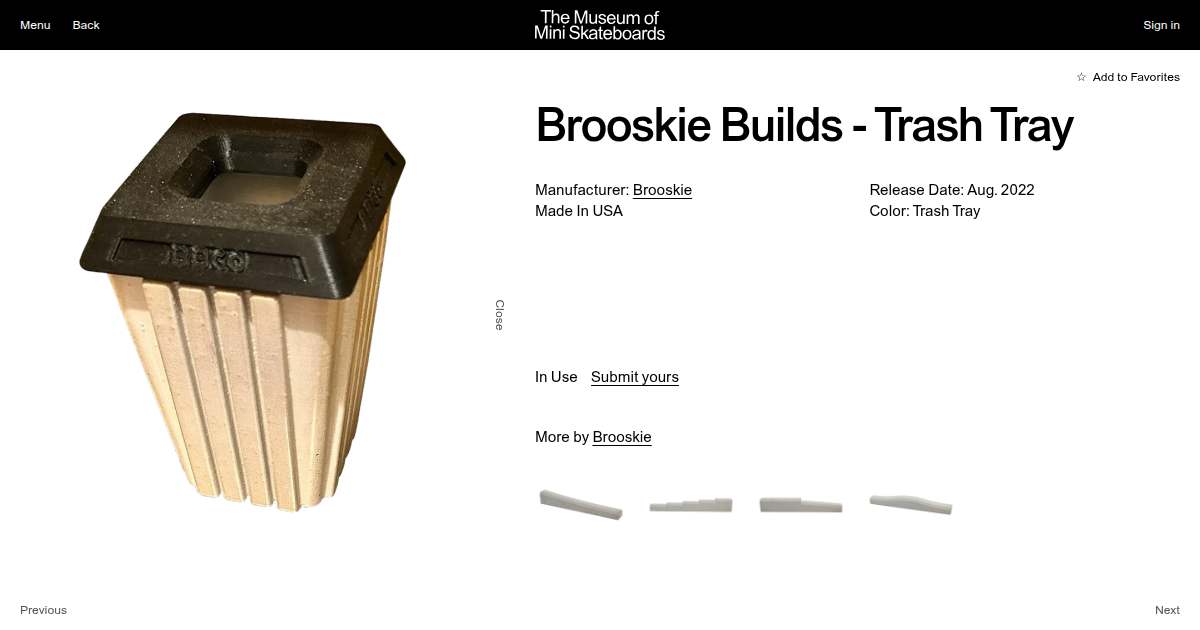 Menu
Back
The Museum of
Mini Skateboards
Sign in
☆ Add to Favorites
Brooskie Builds - Trash Tray
Manufacturer: Brooskie
Made In USA
Release Date: Aug. 2022
Color: Trash Tray
Close
In Use
Submit yours
More by Brooskie
Previous
Next